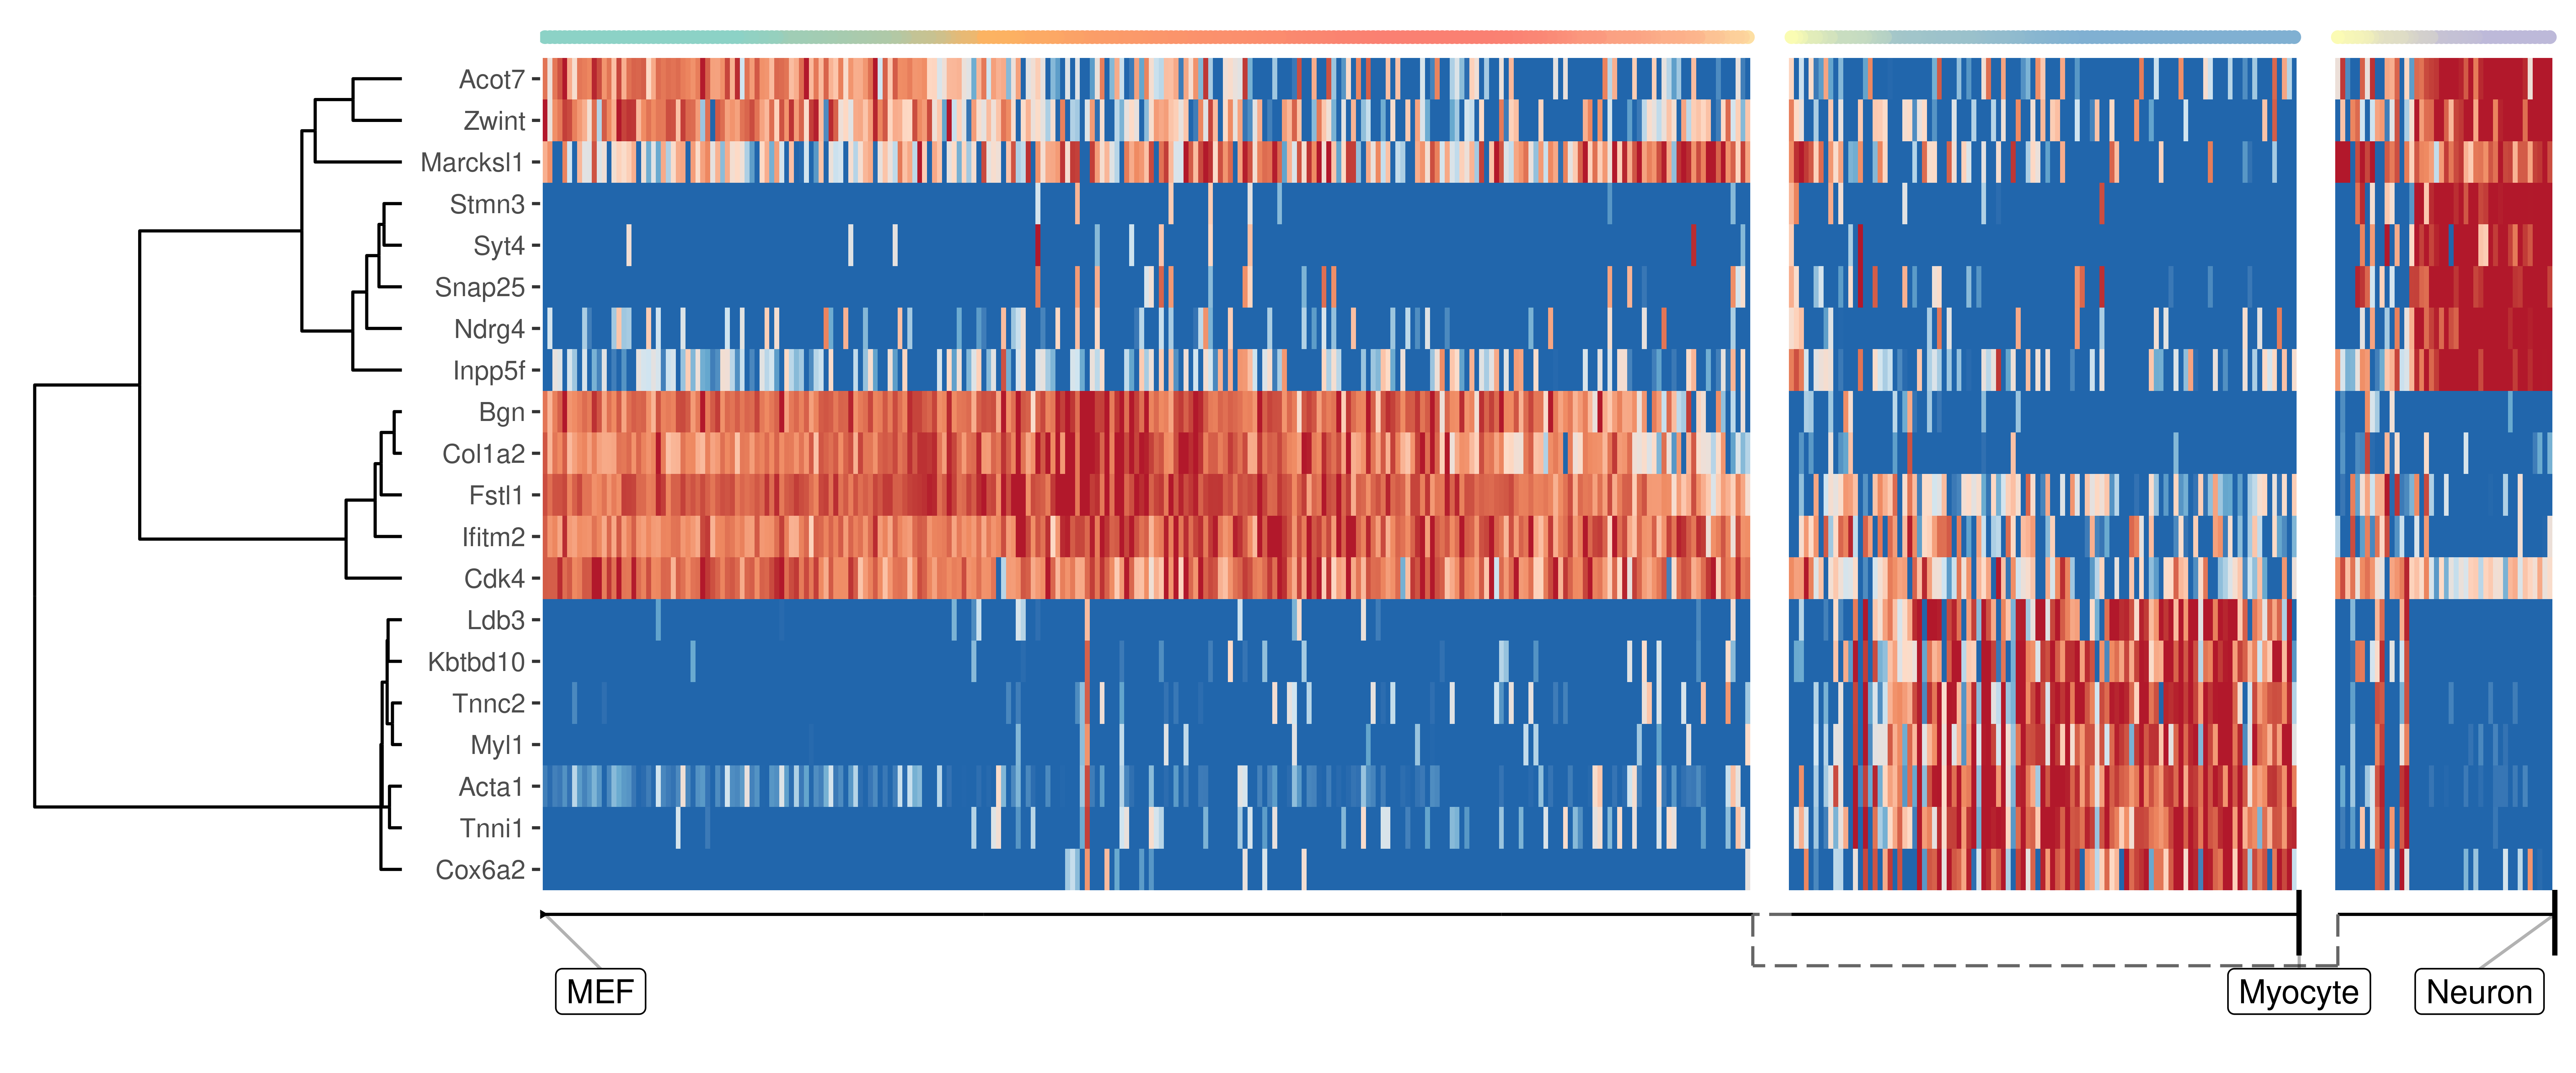 Acot7
Zwint
Marcksl1
Stmn3
Syt4
Snap25
Ndrg4
Inpp5f
Bgn
Col1a2
Fstl1
Ifitm2
Cdk4
Ldb3
Kbtbd10
Tnnc2
Myl1
Acta1
Tnni1
Cox6a2
MEF
Myocyte
Neuron